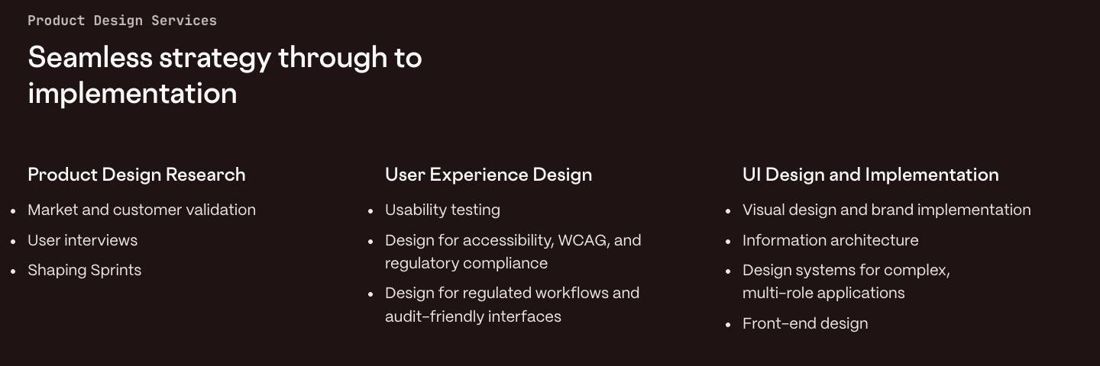 Product Design Services
Seamless strategy through to
implementation
Product Design Research
• Market and customer validation
• User interviews
• Shaping Sprints
User Experience Design
• Usability testing
• Design for accessibility, WCAG, and
regulatory compliance
• Design for regulated workflows and
audit-friendly interfaces
UI Design and Implementation
• Visual design and brand implementation
• Information architecture
• Design systems for complex,
multi-role applications
• Front-end design